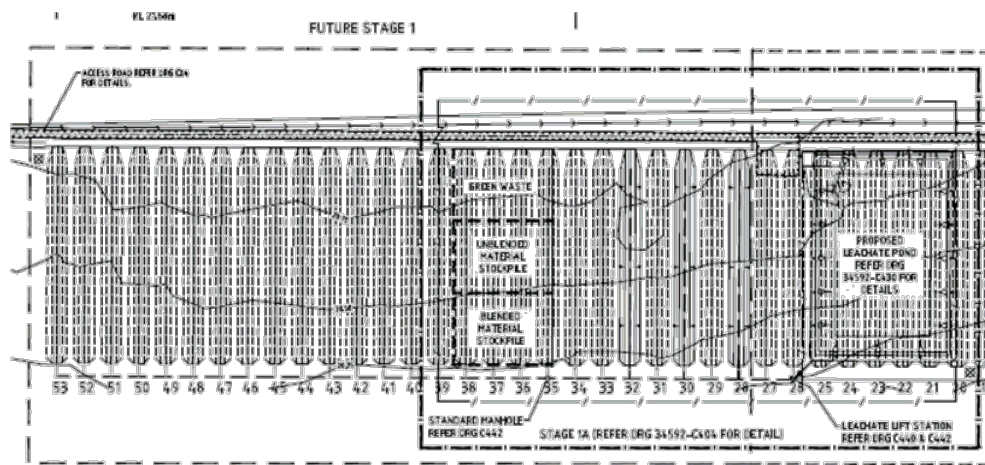 FUTURE STAGE 1
ACCESS ROAD REFER DRG C24
FOR DETAILS.
GREEN WASTE
UNBLENDED
MATERIAL
STOCKPILE
BLENDED
MATERIAL
STOCKPILE
PROPOSED
LEACHATE POND
REFER DRG
34592-C430 FOR
DETAILS
53 52 51 50 49 48 47 46 45 44 43 42 41 40 39 38 37 36 35 34 33 32 31 30 29 28 27 26 25 24 23 22 21 20
STANDARD MANHOLE
REFER DRG C442
STAGE 1A (REFER DRG 34592-C404 FOR DETAIL)
LEACHATE LIFT STATION
REFER DRG C440 & C442